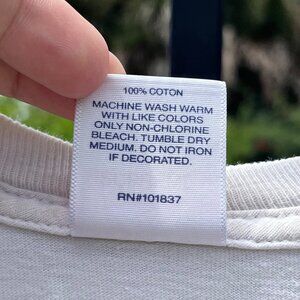 100% COTON
MACHINE WASH WARM
WITH LIKE COLORS
ONLY NON-CHLORINE
BLEACH. TUMBLE DRY
MEDIUM. DO NOT IRON
IF DECORATED.
RN#101837